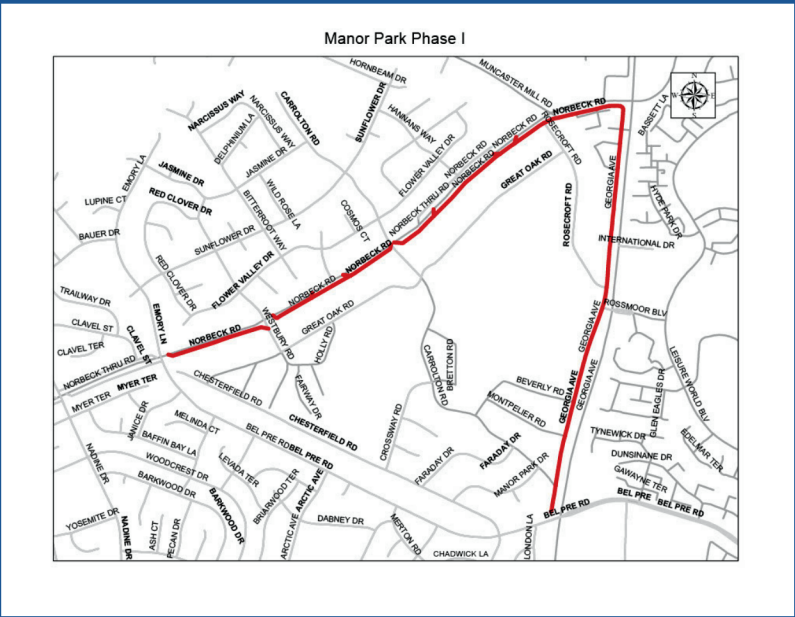 Manor Park Phase I
HORNBEAM DR
MUNCASTER MILL RD
N
W E
S
NARCISSUS WAY
NARCISSUS WAY
CARROLTON RD
SUNFLOWER DR
HANNANS WAY
NORBECK RD
BASSETT LA
DELPHINIUM LA
ROSECROFT RD
NORBECK RD
NORBECK RD
NORBECK RD
EMORY LA
JASMINE DR
JASMINE DR
FLOWER VALLEY DR
GREAT OAK RD
GEORGIA AVE
LUPINE CT
RED CLOVER DR
WILD ROSE LA
BITTERROOT WAY
COSMOS CT
NORBECK THRU RD
ROSECROFT RD
HYDE PARK DR
BAUER DR
SUNFLOWER DR
INTERNATIONAL DR
RED CLOVER DR
FLOWER VALLEY DR
NORBECK RD
NORBECK RD
TRAILWAY DR
EMORY LN
GREAT OAK RD
WESTBURY RD
ROSSMOOR BLV
CLAVEL ST
CLAVEL ST
NORBECK RD
HOLLY RD
GEORGIA AVE
CLAVEL TER
NORBECK THRU RD
MYER TER
MYER TER
CHESTERFIELD RD
FAIRWAY DR
CARROLTON RD
BRETTON RD
BEVERLY RD
GEORGIA AVE
GEORGIA AVE
LEISURE WORLD BLV
GLEN EAGLES DR
MONTPELIER RD
JANICE DR
MELINDA CT
CHESTERFIELD RD
CROSSWAY RD
BAFFIN BAY LA
BEL PRE RD
BEL PRE RD
FARADAY DR
FARADAY DR
TYNEWICK DR
EDELMAR TER
NADINE DR
WOODCREST DR
LEVADA TER
DUNSINANE DR
BARKWOOD DR
BRIARWOOD TER
ARCTIC AVE
MANOR PARK DR
GAWAYNE TER
BARKWOOD DR
BEL PRE RD
BEL PRE
BEL PRE RD
YOSEMITE DR
NADINE DR
ASH CT
PECAN DR
ARCTIC AVE
DABNEY DR
MERTON RD
LONDON LA
CHADWICK LA